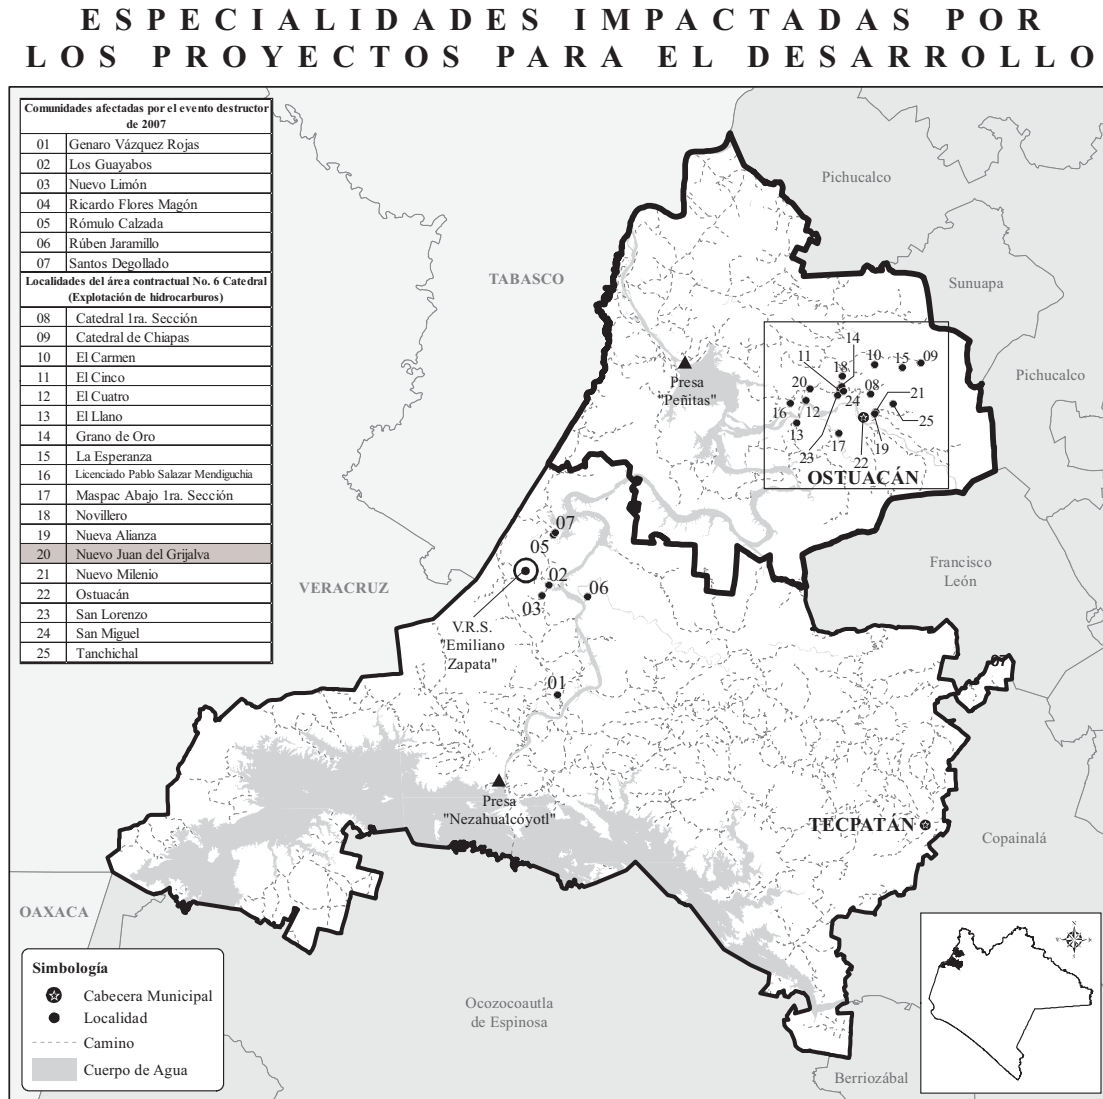 ESPECIALIDADES IMPACTADAS POR
LOS PROYECTOS PARA EL DESARROLLO
Comunidades afectadas por el evento destructor
de 2007
01 Genaro Vázquez Rojas
02 Los Guayabos
03 Nuevo Limón
04 Ricardo Flores Magón
05 Rómulo Calzada
06 Rúben Jaramillo
07 Santos Degollado
Localidades del área contractual No. 6 Catedral
(Explotación de hidrocarburos)
08 Catedral 1ra. Sección
09 Catedral de Chiapas
10 El Carmen
11 El Cinco
12 El Cuatro
13 El Llano
14 Grano de Oro
15 La Esperanza
16 Licenciado Pablo Salazar Mendiguchia
17 Maspac Abajo 1ra. Sección
18 Novillero
19 Nueva Alianza
20 Nuevo Juan del Grijalva
21 Nuevo Milenio
22 Ostuacán
23 San Lorenzo
24 San Miguel
25 Tanchichal
Pichucalco
TABASCO
Sunuapa
14
11
18
10
15
09
Presa
"Peñitas"
Pichucalco
20
08
21
16
12
24
25
13
17
23
22
19
OSTUACÁN
07
05
02
03
06
VERACRUZ
Francisco
León
V.R.S.
"Emiliano
Zapata"
07
01
Presa
"Nezahualcóyotl"
TECPATÁN
Copainalá
OAXACA
Simbología
Cabecera Municipal
Localidad
Camino
Cuerpo de Agua
Ocozocoautla
de Espinosa
Berriozábal